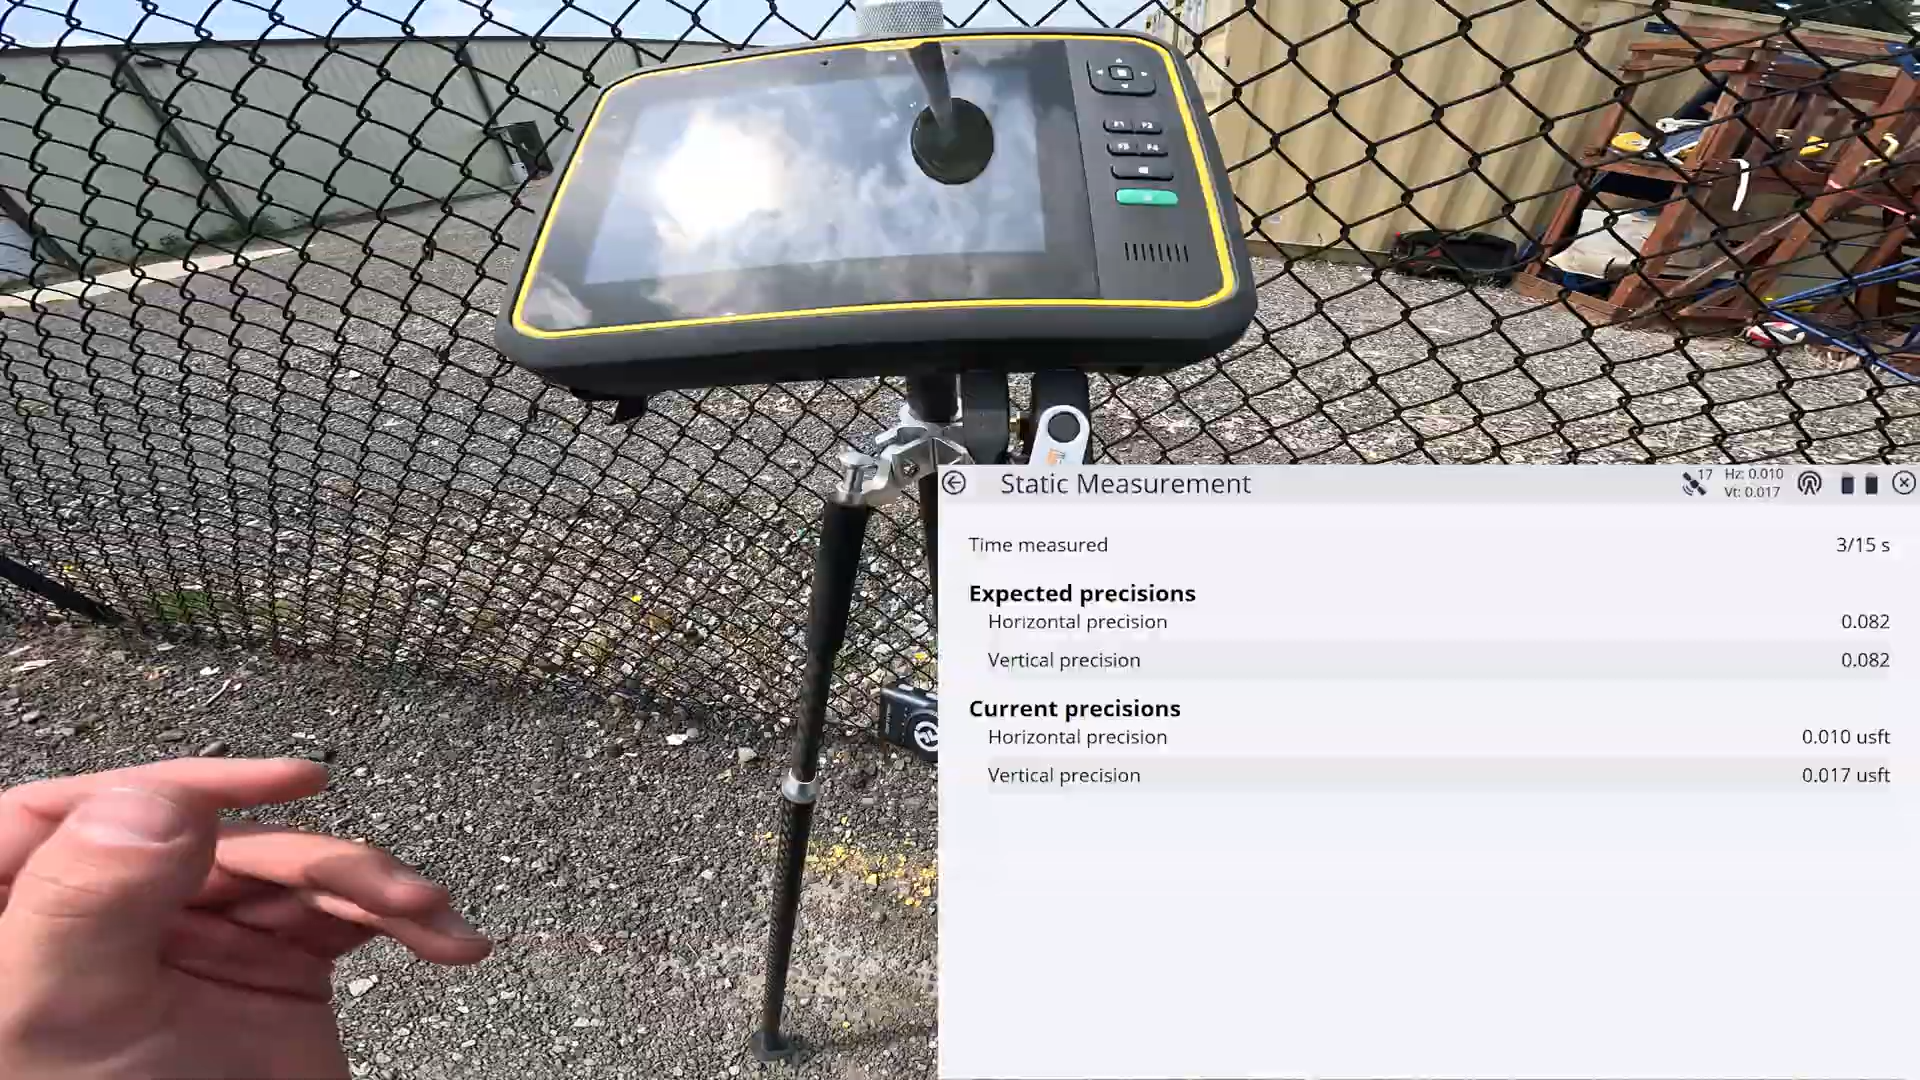 F1 F2
F3 F4
Static Measurement 17 Hz: 0.010
Vt: 0.017
Time measured 3/15 s
Expected precisions
Horizontal precision 0.082
Vertical precision 0.082
Current precisions
Horizontal precision 0.010 usft
Vertical precision 0.017 usft